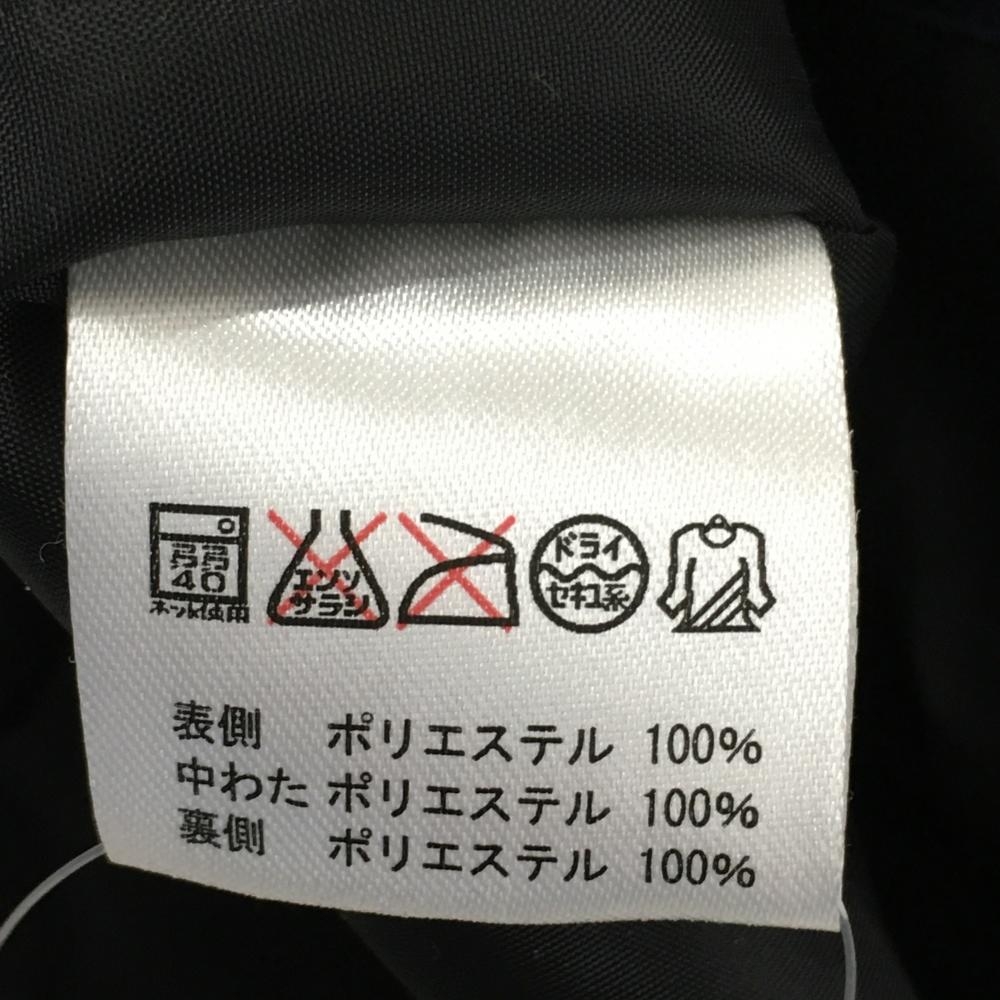 弱 40
ネット使用
エンソ
サラシ
ドライ
セキユ系
表側 ポリエステル 100%
中わた ポリエステル 100%
裏側 ポリエステル 100%